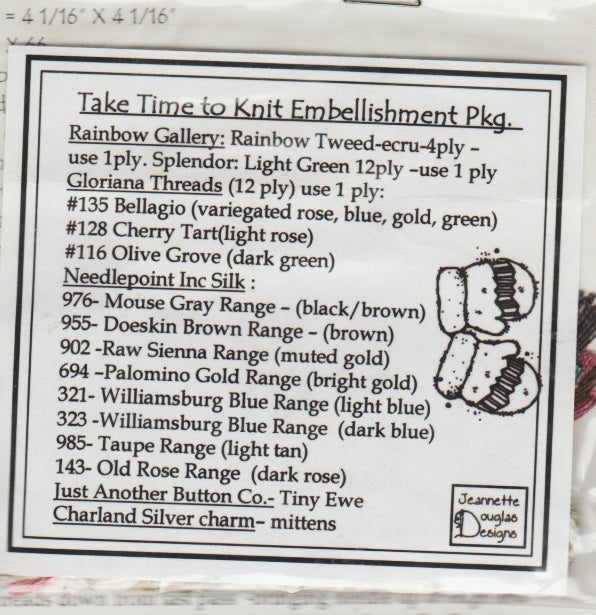 = 4 1/16" X 4 1/16"
X 66
Take Time to Knit Embellishment Pkg.
Rainbow Gallery: Rainbow Tweed-ecru-4ply –
use 1ply. Splendor: Light Green 12ply –use 1 ply
Gloriana Threads (12 ply) use 1 ply:
#135 Bellagio (variegated rose, blue, gold, green)
#128 Cherry Tart(light rose)
#116 Olive Grove (dark green)
Needlepoint Inc Silk :
976- Mouse Gray Range – (black/brown)
955- Doeskin Brown Range – (brown)
902 -Raw Sienna Range (muted gold)
694 –Palomino Gold Range (bright gold)
321- Williamsburg Blue Range (light blue)
323 -Williamsburg Blue Range (dark blue)
985- Taupe Range (light tan)
143- Old Rose Range (dark rose)
Just Another Button Co.- Tiny Ewe
Charland Silver charm– mittens
Jeannette
Douglas
Designs